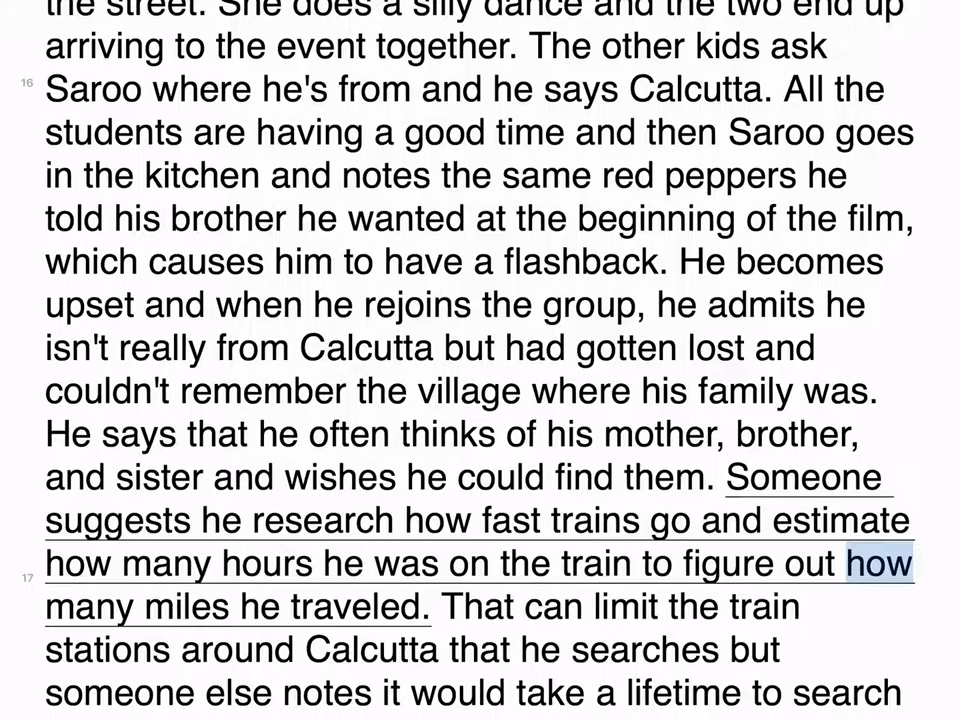 the street. She does a silly dance and the two end up
arriving to the event together. The other kids ask
16
Saroo where he's from and he says Calcutta. All the
students are having a good time and then Saroo goes
in the kitchen and notes the same red peppers he
told his brother he wanted at the beginning of the film,
which causes him to have a flashback. He becomes
upset and when he rejoins the group, he admits he
isn't really from Calcutta but had gotten lost and
couldn't remember the village where his family was.
He says that he often thinks of his mother, brother,
and sister and wishes he could find them. Someone
suggests he research how fast trains go and estimate
how many hours he was on the train to figure out how
17
many miles he traveled. That can limit the train
stations around Calcutta that he searches but
someone else notes it would take a lifetime to search